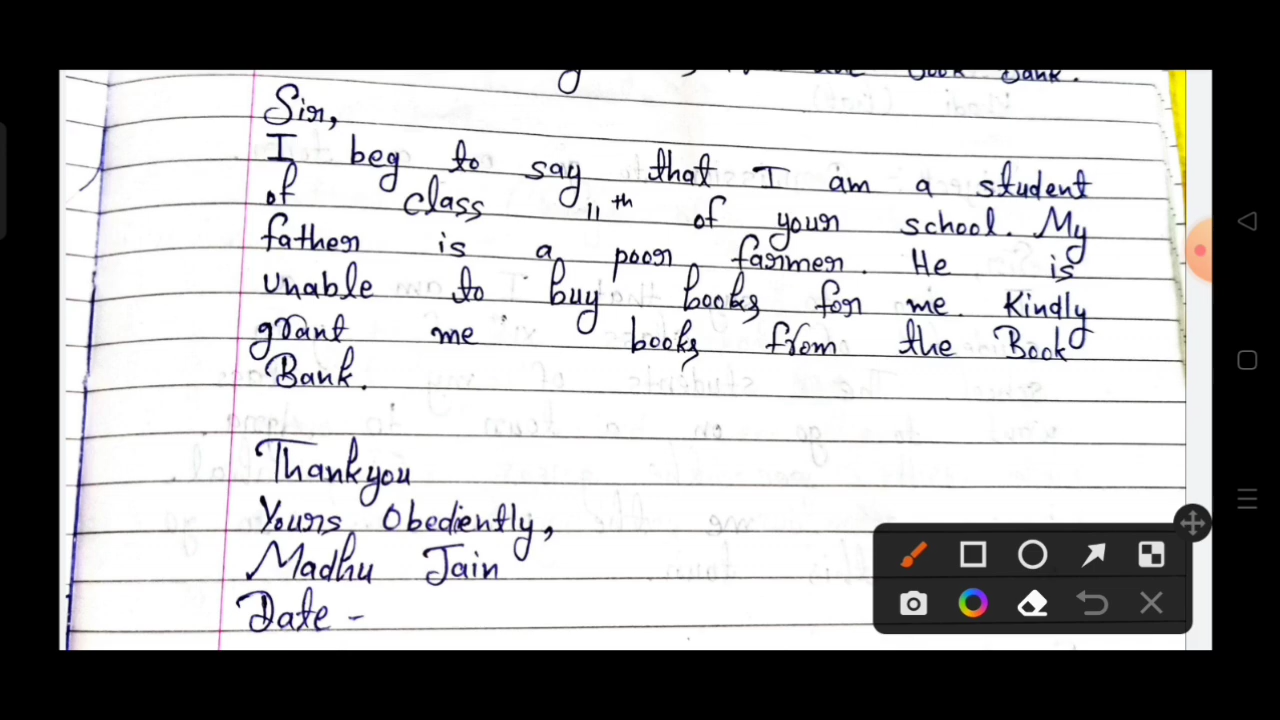 Book Bank.
Sir,
I beg to say that I am a student
of class 11th of your school. My
father is a poor farmer. He is
unable to buy books for me. Kindly
grant me books from the Book
Bank.
Thankyou
Yours Obediently,
Madhu Jain
Date -